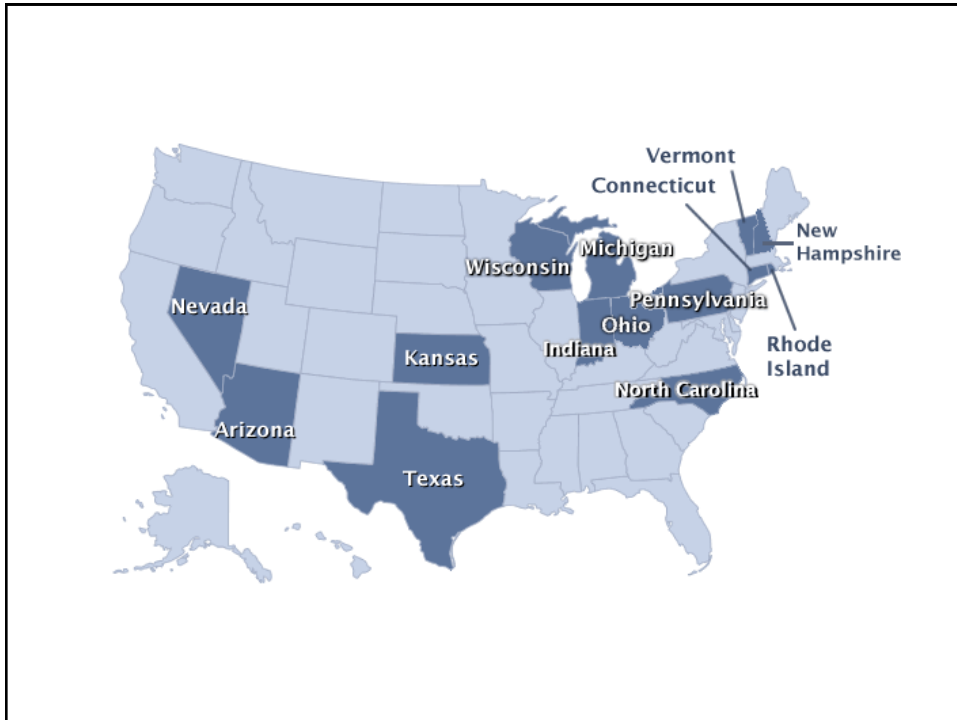 Vermont
Connecticut
New
Hampshire
Michigan
Wisconsin
Pennsylvania
Nevada
Ohio
Rhode
Island
Indiana
Kansas
North Carolina
Arizona
Texas